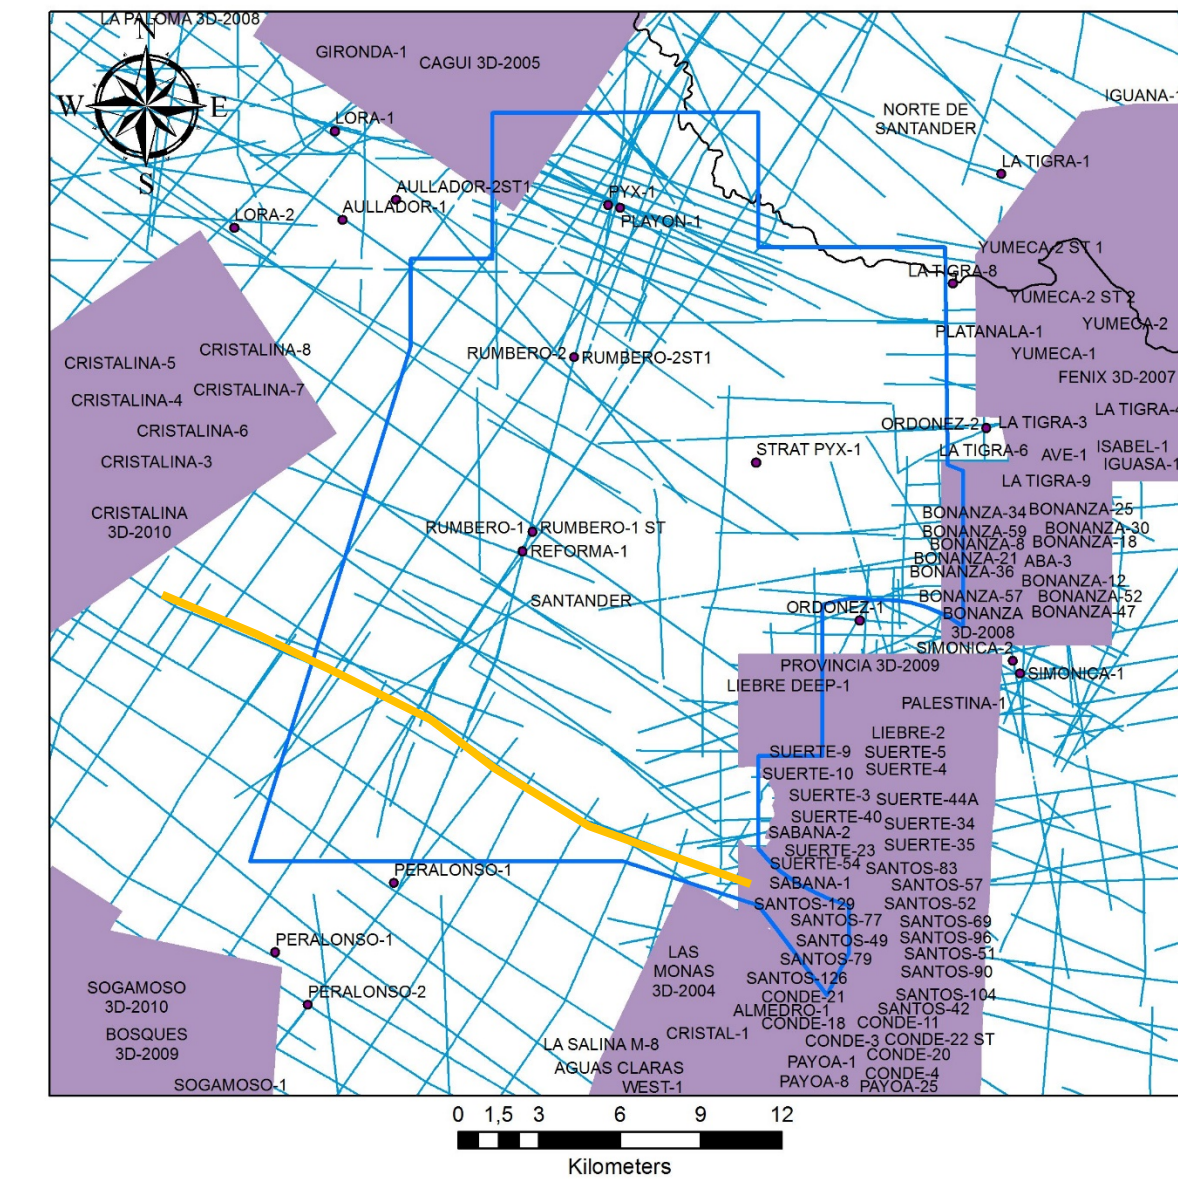 LA PALOMA 3D-2008
N
W
E
S
GIRONDA-1
CAGUI 3D-2005
IGUANA-1
NORTE DE
SANTANDER
LORA-1
LA TIGRA-1
AULLADOR-2ST1
AULLADOR-1
LORA-2
PYX-1
PLAYON-1
YUMECA-2 ST 1
LA TIGRA-8
YUMECA-2 ST 2
YUMECA-2
PLATANALA-1
YUMECA-1
FENIX 3D-2007
CRISTALINA-8
CRISTALINA-5
CRISTALINA-7
CRISTALINA-4
CRISTALINA-6
CRISTALINA-3
CRISTALINA
3D-2010
RUMBERO-2
RUMBERO-2ST1
LA TIGRA-4
ORDONEZ-2
LA TIGRA-3
STRAT PYX-1
LA TIGRA-6
AVE-1
ISABEL-1
IGUASA-1
LA TIGRA-9
BONANZA-34
BONANZA-25
BONANZA-59
BONANZA-30
BONANZA-8
BONANZA-18
BONANZA-21
ABA-3
BONANZA-36
BONANZA-12
BONANZA-57
BONANZA-52
BONANZA
3D-2008
BONANZA-47
RUMBERO-1
RUMBERO-1 ST
REFORMA-1
SANTANDER
ORDONEZ-1
SIMONICA-2
SIMONICA-1
PROVINCIA 3D-2009
LIEBRE DEEP-1
PALESTINA-1
LIEBRE-2
SUERTE-9
SUERTE-5
SUERTE-10
SUERTE-4
SUERTE-3
SUERTE-44A
SUERTE-40
SUERTE-34
SABANA-2
SUERTE-23
SUERTE-35
SUERTE-54
SANTOS-83
SABANA-1
SANTOS-57
SANTOS-129
SANTOS-52
SANTOS-77
SANTOS-69
SANTOS-49
SANTOS-96
SANTOS-79
SANTOS-51
SANTOS-126
SANTOS-90
CONDE-21
SANTOS-104
ALMEDRO-1
SANTOS-42
CONDE-18
CONDE-11
CONDE-3
CONDE-22 ST
PAYOA-1
CONDE-20
PAYOA-8
CONDE-4
PAYOA-25
PERALONSO-1
PERALONSO-1
PERALONSO-2
LAS
MONAS
3D-2004
CRISTAL-1
LA SALINA M-8
AGUAS CLARAS
WEST-1
SOGAMOSO
3D-2010
BOSQUES
3D-2009
SOGAMOSO-1
0 1,5 3 6 9 12
Kilometers